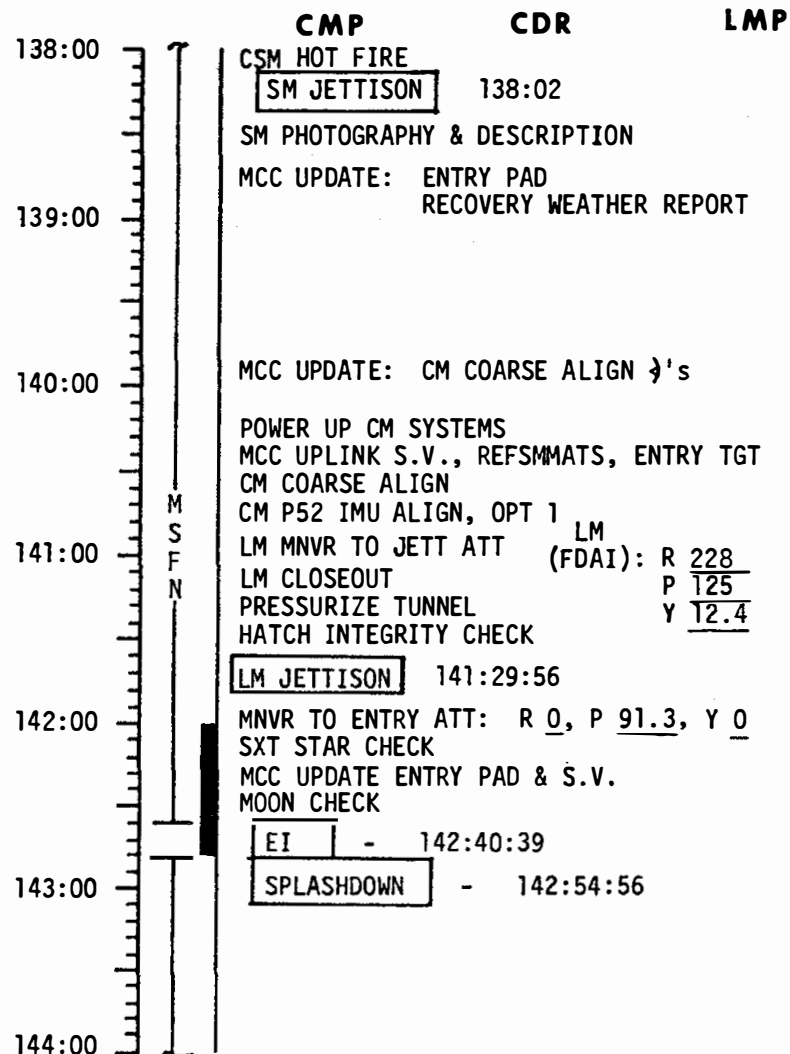 CMP CDR LMP
138:00
CSM HOT FIRE
SM JETTISON 138:02
SM PHOTOGRAPHY & DESCRIPTION
MCC UPDATE: ENTRY PAD
RECOVERY WEATHER REPORT
139:00
MCC UPDATE: CM COARSE ALIGN ∢'s
140:00
POWER UP CM SYSTEMS
MCC UPLINK S.V., REFSMMATS, ENTRY TGT
CM COARSE ALIGN
CM P52 IMU ALIGN, OPT 1
LM MNVR TO JETT ATT LM (FDAI): R 228
141:00
LM CLOSEOUT P 125
PRESSURIZE TUNNEL Y 12.4
HATCH INTEGRITY CHECK
MSFN
LM JETTISON 141:29:56
142:00
MNVR TO ENTRY ATT: R 0, P 91.3, Y 0
SXT STAR CHECK
MCC UPDATE ENTRY PAD & S.V.
MOON CHECK
EI - 142:40:39
143:00
SPLASHDOWN - 142:54:56
144:00